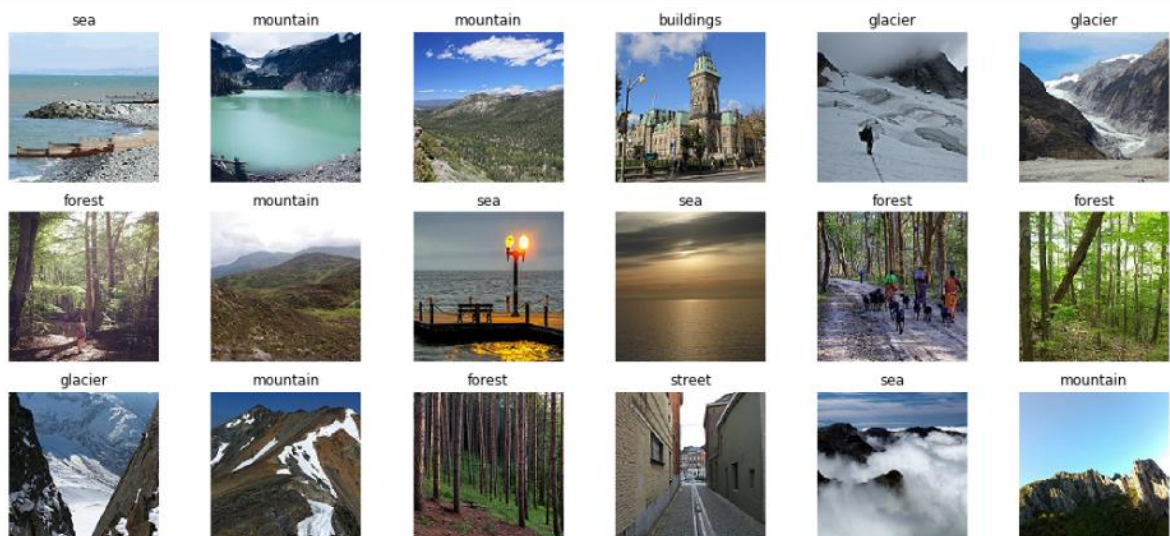 sea mountain mountain buildings glacier glacier
forest mountain sea sea forest forest
glacier mountain forest street sea mountain